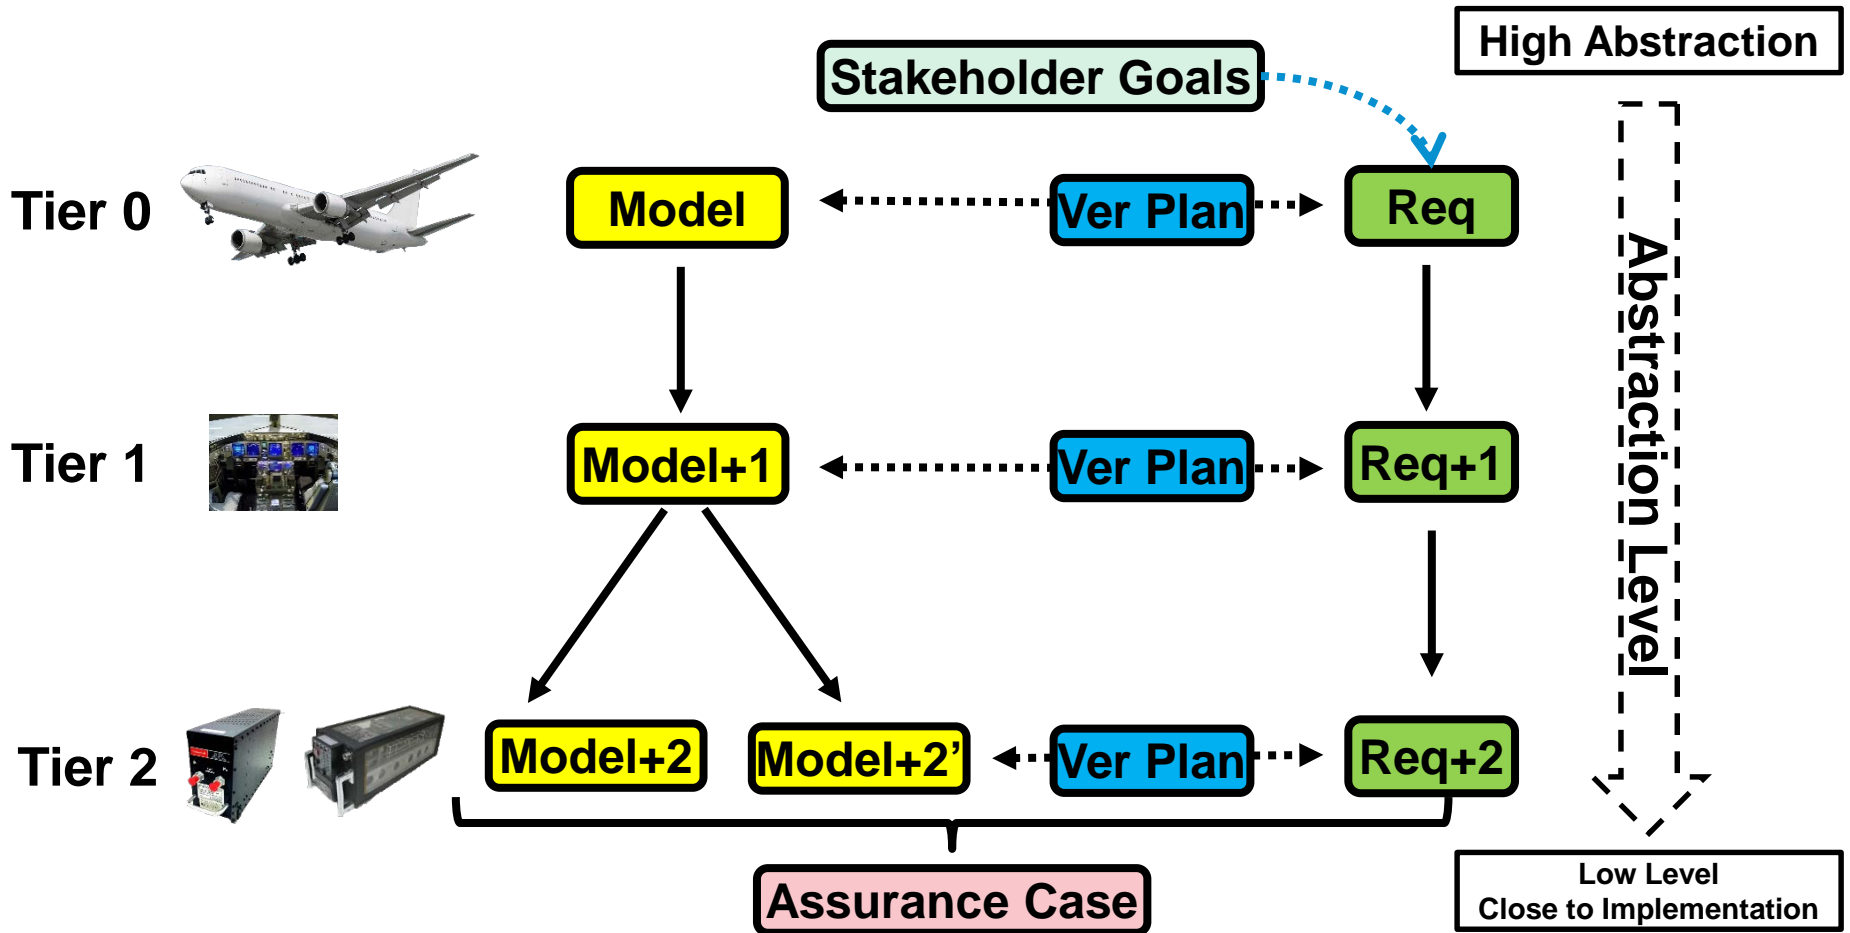 High Abstraction
Stakeholder Goals
Tier 0
Model
Ver Plan
Req
Abstraction Level
Tier 1
Model+1
Ver Plan
Req+1
Tier 2
Model+2
Model+2’
Ver Plan
Req+2
Assurance Case
Low Level
Close to Implementation